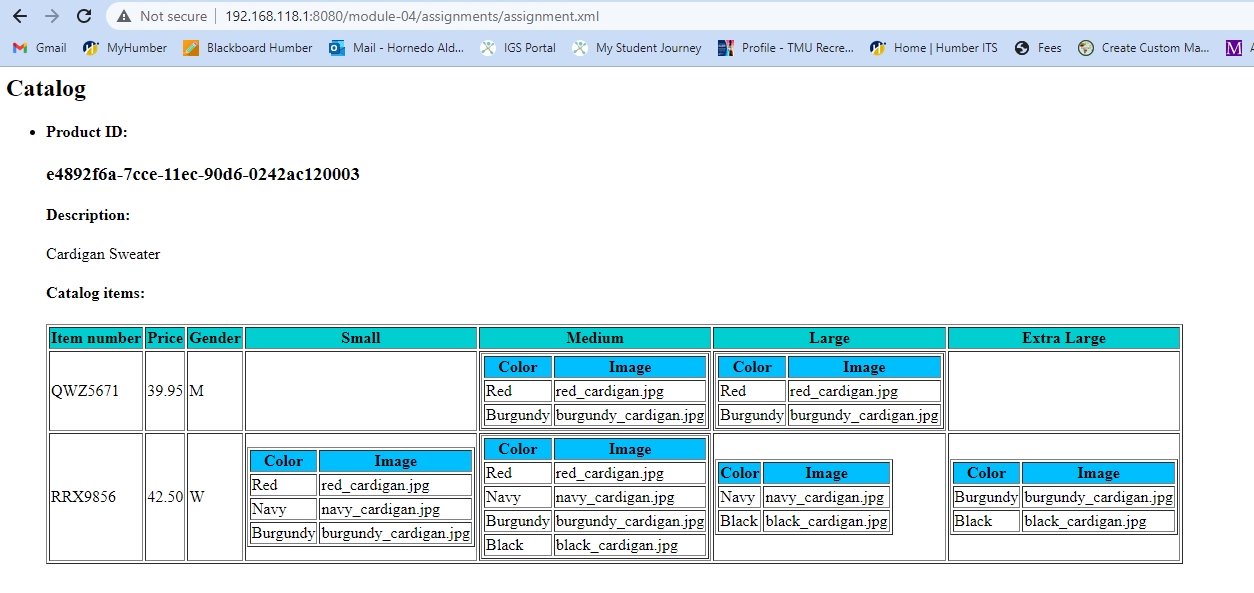 Not secure | 192.168.118.1:8080/module-04/assignments/assignment.xml
Gmail MyHumber Blackboard Humber Mail - Hornedo Ald... IGS Portal My Student Journey Profile - TMU Recre... Home | Humber ITS Fees Create Custom Ma... M A
Catalog
• Product ID:
e4892f6a-7cce-11ec-90d6-0242ac120003
Description:
Cardigan Sweater
Catalog items:
Item number Price Gender Small Medium Large Extra Large
QWZ5671 39.95 M
Color Image
Red red_cardigan.jpg
Burgundy burgundy_cardigan.jpg
Color Image
Red red_cardigan.jpg
Burgundy burgundy_cardigan.jpg
RRX9856 42.50 W
Color Image
Red red_cardigan.jpg
Navy navy_cardigan.jpg
Burgundy burgundy_cardigan.jpg
Color Image
Red red_cardigan.jpg
Navy navy_cardigan.jpg
Burgundy burgundy_cardigan.jpg
Black black_cardigan.jpg
Color Image
Navy navy_cardigan.jpg
Black black_cardigan.jpg
Color Image
Burgundy burgundy_cardigan.jpg
Black black_cardigan.jpg